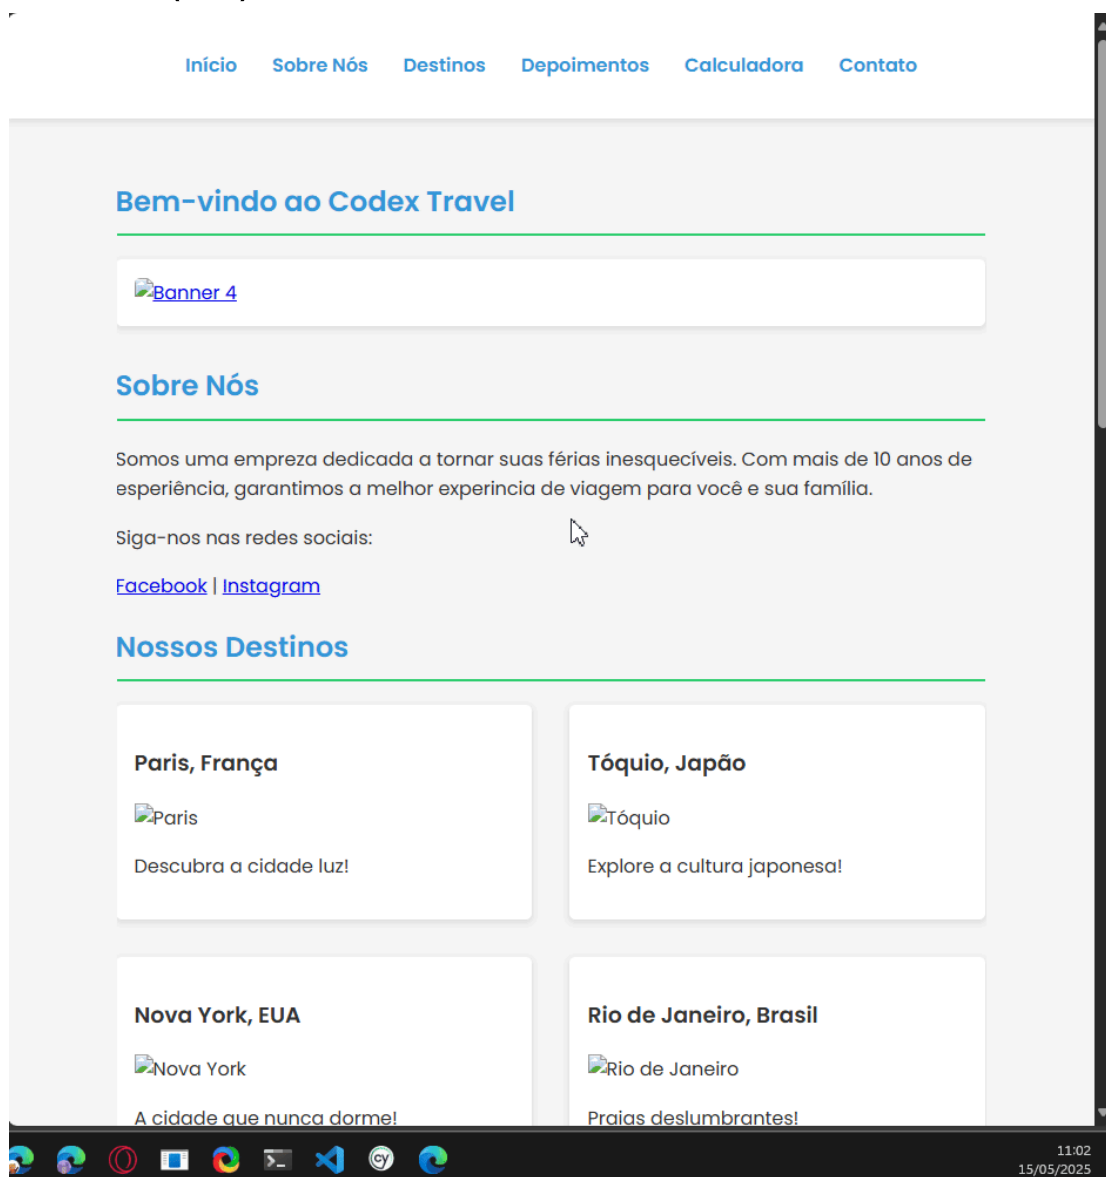 Início Sobre Nós Destinos Depoimentos Calculadora Contato
Bem-vindo ao Codex Travel
Banner 4
Sobre Nós
Somos uma empreza dedicada a tornar suas férias inesquecíveis. Com mais de 10 anos de
esperiência, garantimos a melhor experincia de viagem para você e sua família.
Siga-nos nas redes sociais:
Facebook | Instagram
Nossos Destinos
Paris, França
Paris
Descubra a cidade luz!
Tóquio, Japão
Tóquio
Explore a cultura japonesa!
Nova York, EUA
Nova York
A cidade que nunca dorme!
Rio de Janeiro, Brasil
Rio de Janeiro
Praias deslumbrantes!
cy
11:02
15/05/2025